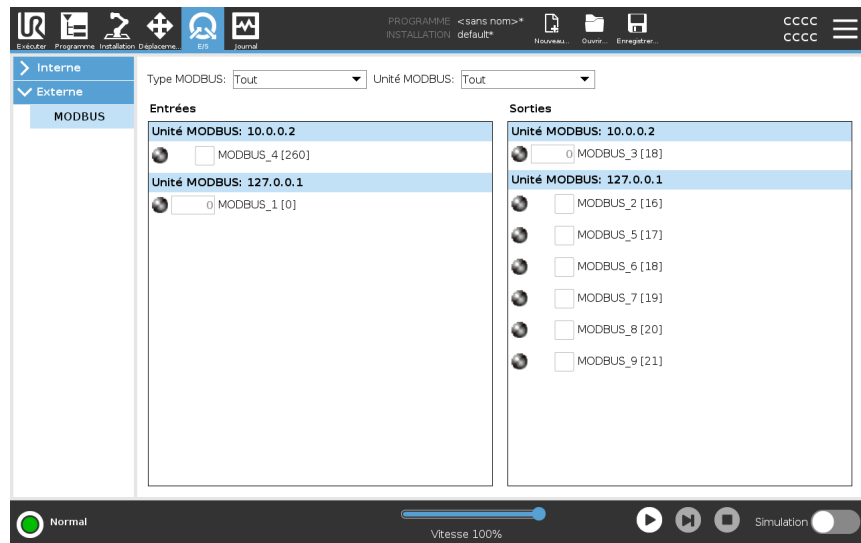 PROGRAMME <sans nom>*
INSTALLATION default*
cccc
cccc
Exécuter Programme Installation Déplaceme... E/S Journal
Nouveau... Ouvrir... Enregistrer...
Interne
Externe
MODBUS
Type MODBUS: Tout Unité MODBUS: Tout
Entrées
Unité MODBUS: 10.0.0.2
MODBUS_4 [260]
Unité MODBUS: 127.0.0.1
0 MODBUS_1 [0]
Sorties
Unité MODBUS: 10.0.0.2
0 MODBUS_3 [18]
Unité MODBUS: 127.0.0.1
MODBUS_2 [16]
MODBUS_5 [17]
MODBUS_6 [18]
MODBUS_7 [19]
MODBUS_8 [20]
MODBUS_9 [21]
Normal
Vitesse 100%
Simulation